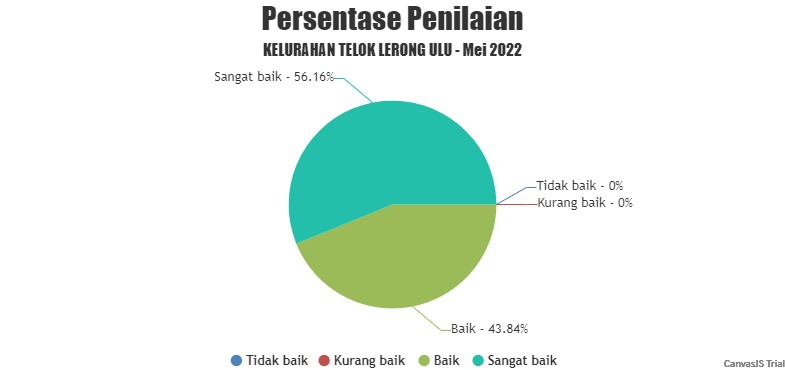 Persentase Penilaian
KELURAHAN TELOK LERONG ULU - Mei 2022
Sangat baik - 56.16%
Tidak baik - 0%
Kurang baik - 0%
Baik - 43.84%
Tidak baik Kurang baik Baik Sangat baik
CanvasJS Trial